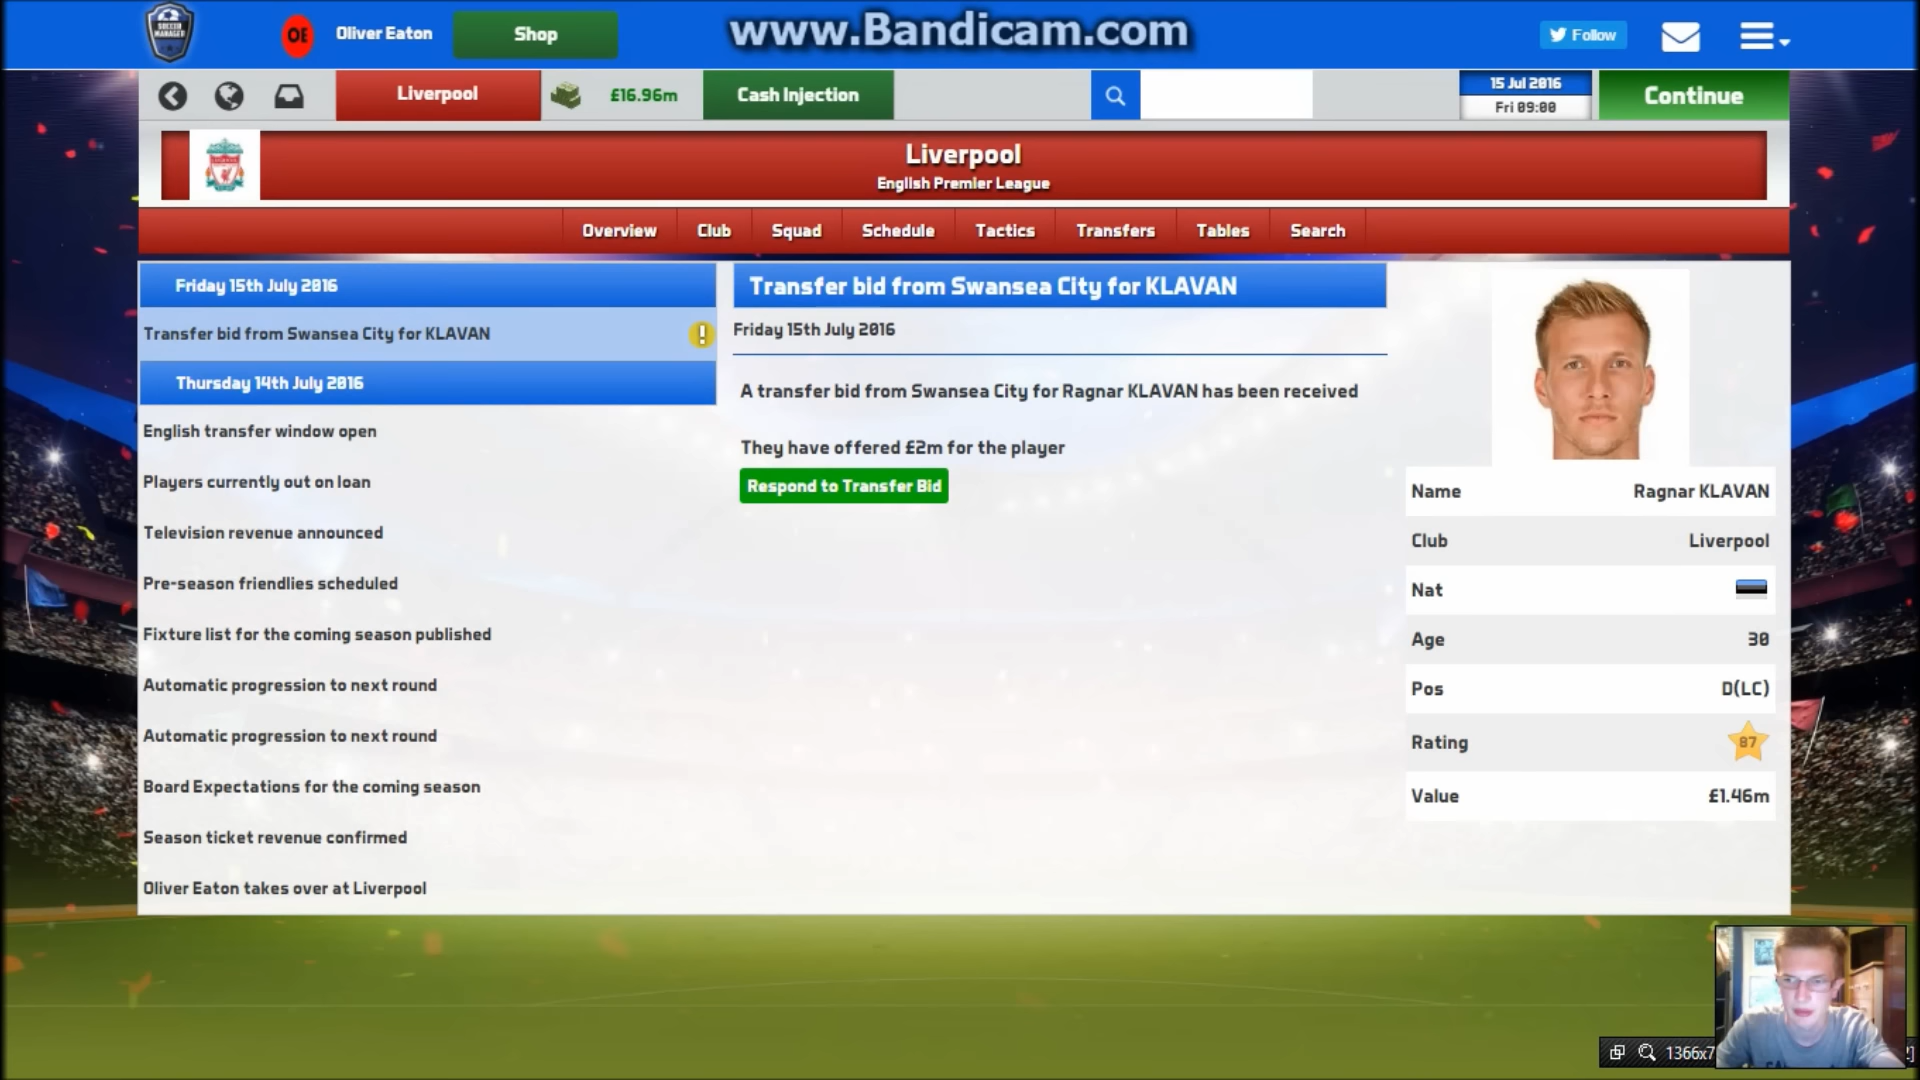 SOCCER MANAGER
OE
Oliver Eaton
Shop
www.Bandicam.com
Follow
Liverpool
£16.96m
Cash Injection
15 Jul 2016
Fri 09:00
Continue
Liverpool
English Premier League
Overview
Club
Squad
Schedule
Tactics
Transfers
Tables
Search
Friday 15th July 2016
Transfer bid from Swansea City for KLAVAN
!
Thursday 14th July 2016
English transfer window open
Players currently out on loan
Television revenue announced
Pre-season friendlies scheduled
Fixture list for the coming season published
Automatic progression to next round
Automatic progression to next round
Board Expectations for the coming season
Season ticket revenue confirmed
Oliver Eaton takes over at Liverpool
Transfer bid from Swansea City for KLAVAN
Friday 15th July 2016
A transfer bid from Swansea City for Ragnar KLAVAN has been received
They have offered £2m for the player
Respond to Transfer Bid
Name Ragnar KLAVAN
Club Liverpool
Nat
Age 30
Pos D(LC)
Rating 87
Value £1.46m
1366x7